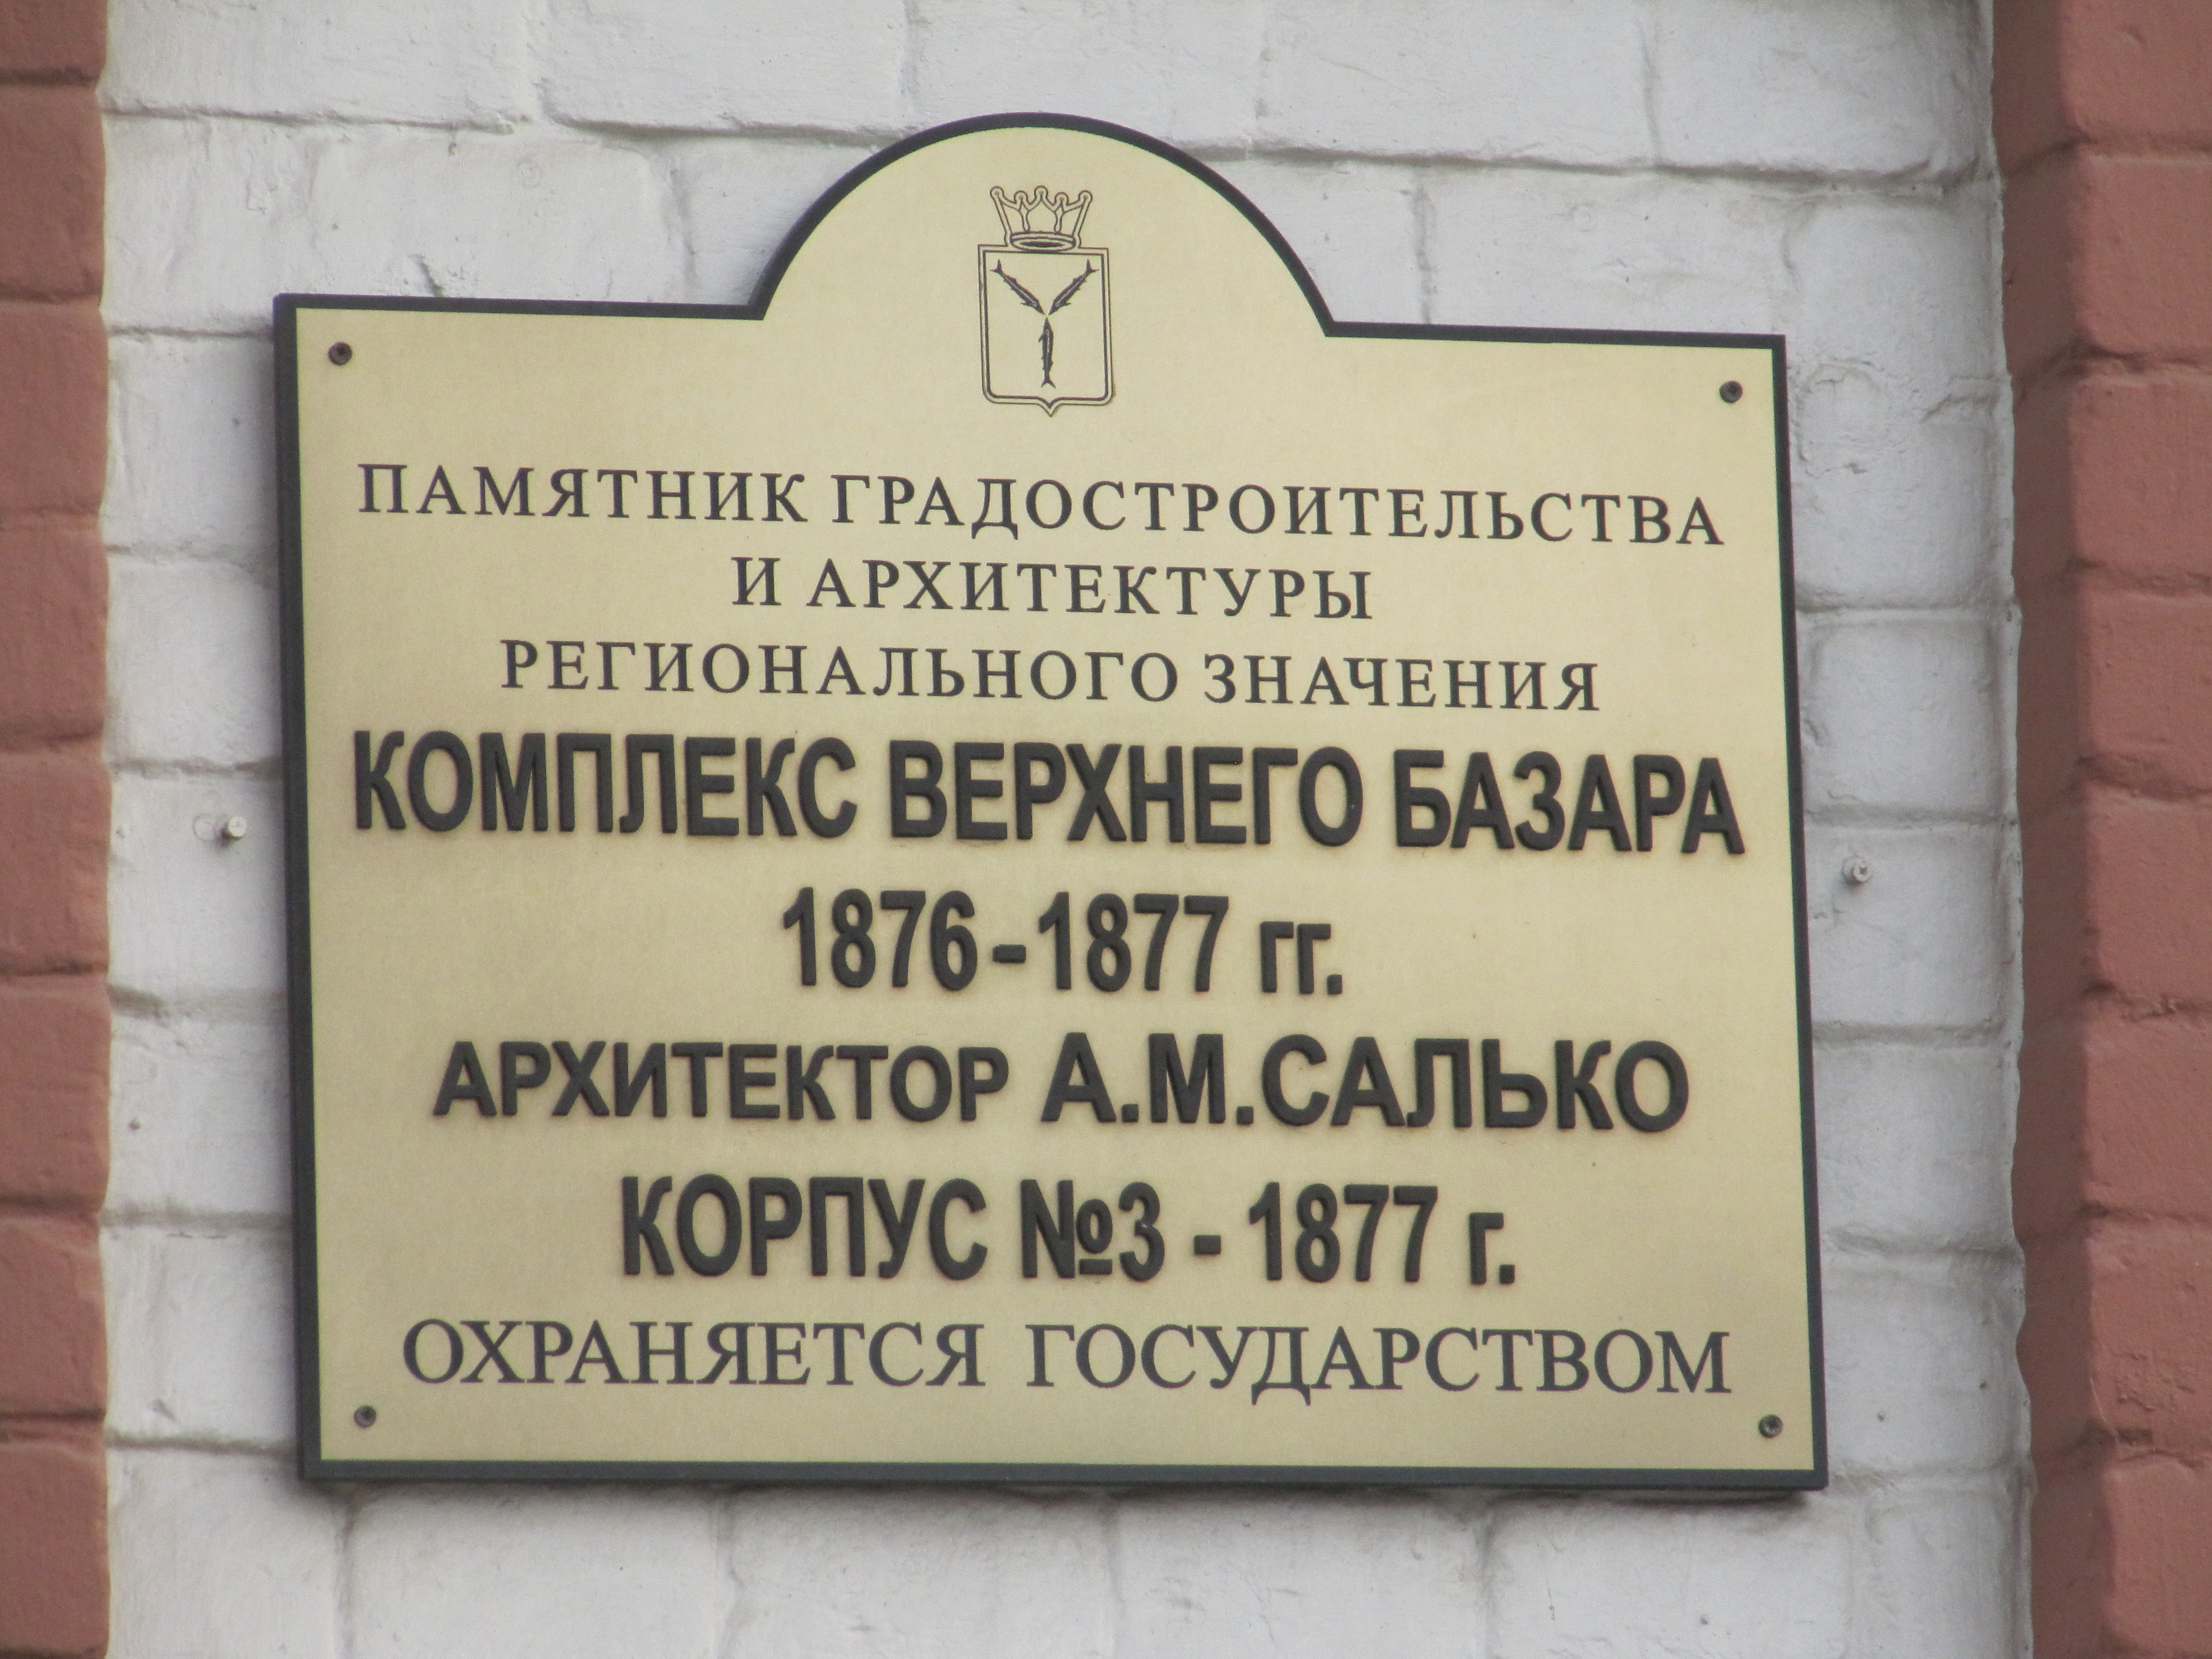 ПАМЯТНИК ГРАДОСТРОИТЕЛЬСТВА
И АРХИТЕКТУРЫ
РЕГИОНАЛЬНОГО ЗНАЧЕНИЯ
КОМПЛЕКС ВЕРХНЕГО БАЗАРА
1876-1877 гг.
АРХИТЕКТОР А.М.САЛЬКО
КОРПУС №3 - 1877 г.
ОХРАНЯЕТСЯ ГОСУДАРСТВОМ